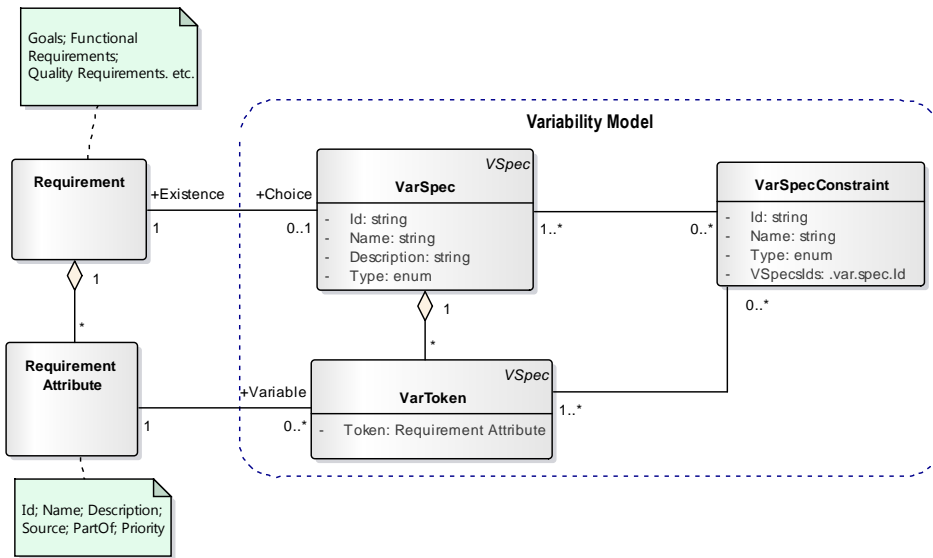 Goals; Functional
Requirements;
Quality Requirements. etc.
Variability Model
Requirement
+Existence
1
+Choice
0..1
VSpec
VarSpec
- Id: string
- Name: string
- Description: string
- Type: enum
1..*
0..*
VarSpecConstraint
- Id: string
- Name: string
- Type: enum
- VSpecsIds: .var.spec.Id
1
*
1
*
0..*
Requirement
Attribute
1
+Variable
0..*
VSpec
VarToken
- Token: Requirement Attribute
1..*
Id; Name; Description;
Source; PartOf; Priority